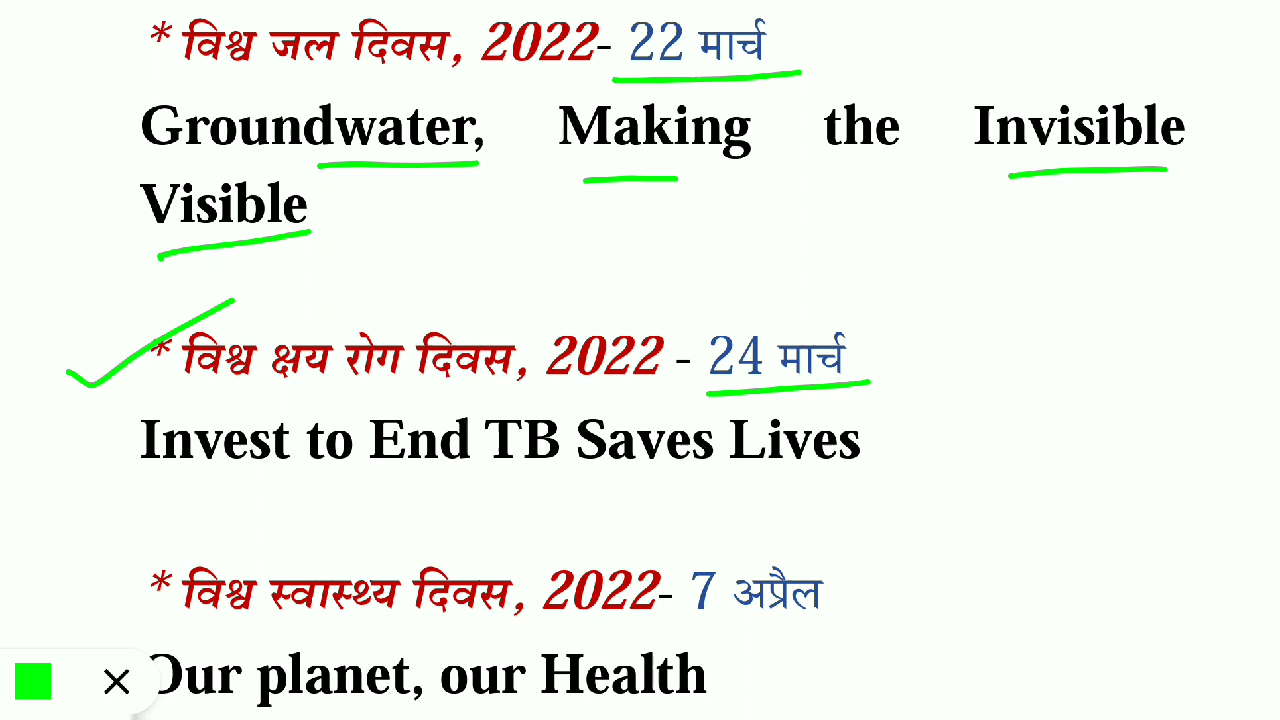 * विश्व जल दिवस, 2022- 22 मार्च
Groundwater, Making the Invisible
Visible
* विश्व क्षय रोग दिवस, 2022 - 24 मार्च
Invest to End TB Saves Lives
* विश्व स्वास्थ्य दिवस, 2022- 7 अप्रैल
Our planet, our Health